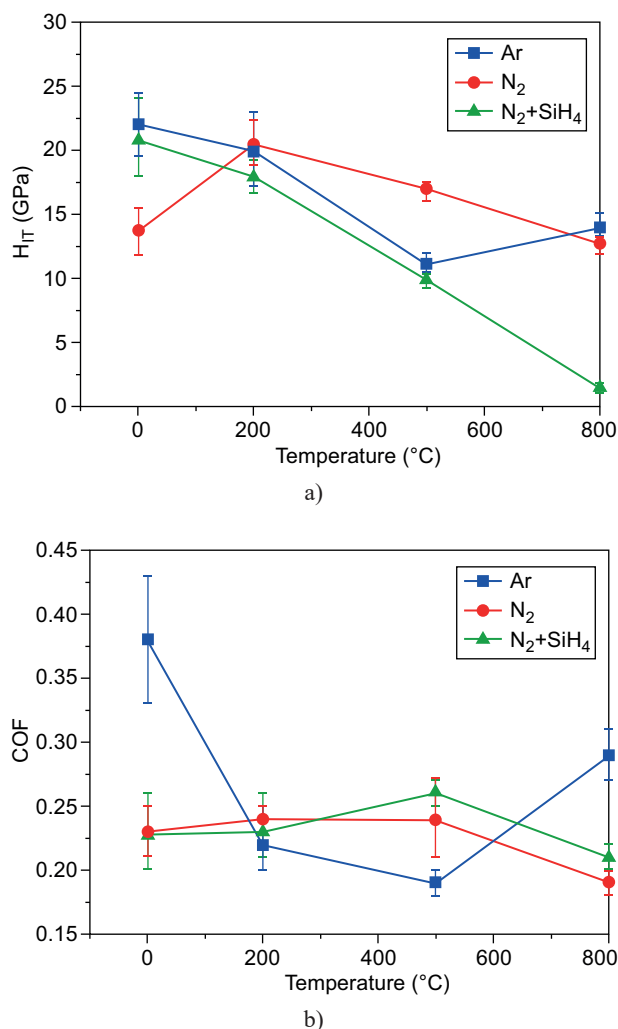 30
25
20
15
10
5
0
H_IT (GPa)
Ar
N₂
N₂+SiH₄
0 200 400 600 800
Temperature (°C)
a)
0.45
0.40
0.35
0.30
0.25
0.20
0.15
COF
Ar
N₂
N₂+SiH₄
0 200 400 600 800
Temperature (°C)
b)